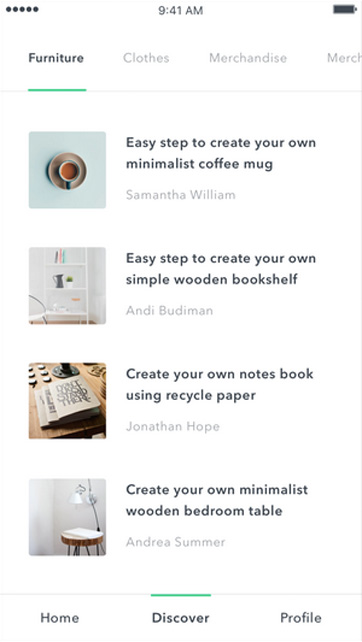 9:41 AM
Furniture Clothes Merchandise Merch
Easy step to create your own
minimalist coffee mug
Samantha William
Easy step to create your own
simple wooden bookshelf
Andi Budiman
Create your own notes book
using recycle paper
Jonathan Hope
Create your own minimalist
wooden bedroom table
Andrea Summer
Home Discover Profile